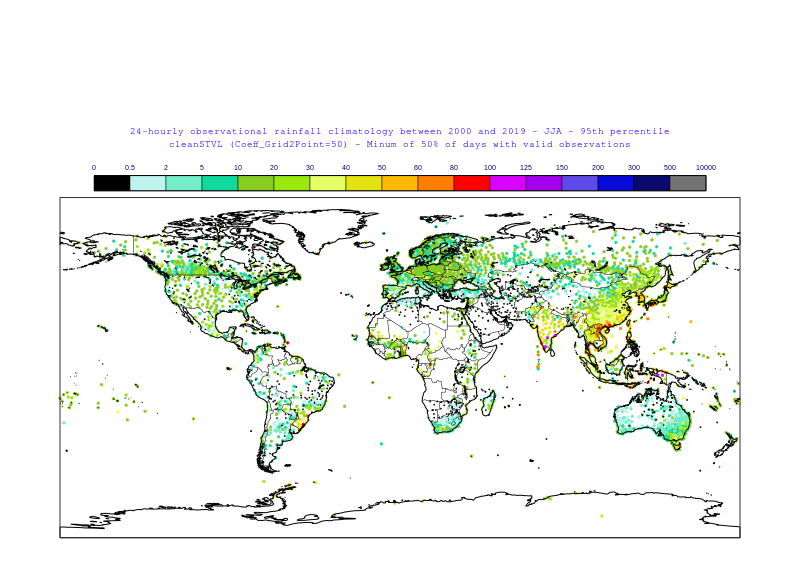 24-hourly observational rainfall climatology between 2000 and 2019 - JJA - 95th percentile
cleanSTVL (Coeff_Grid2Point=50) - Minum of 50% of days with valid observations
0 0.5 2 5 10 20 30 40 50 60 80 100 125 150 200 300 500 10000